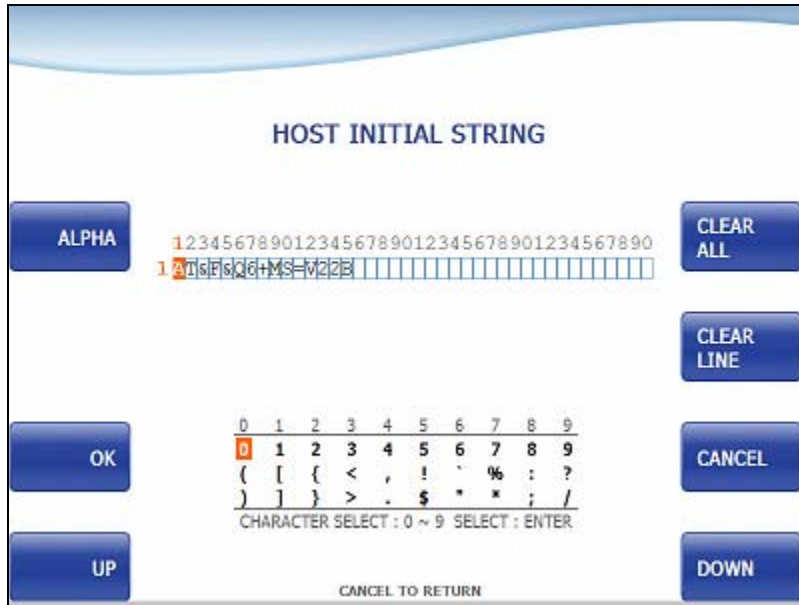 HOST INITIAL STRING
ALPHA
CLEAR
ALL
1234567890123456789012345678901234567890
1 AT&F&Q6+MS=V22B
CLEAR
LINE
0 1 2 3 4 5 6 7 8 9
0 1 2 3 4 5 6 7 8 9
( [ { < , ! ` % : ?
) ] } > . $ " * ; /
CHARACTER SELECT : 0 ~ 9 SELECT : ENTER
OK
CANCEL
UP
DOWN
CANCEL TO RETURN